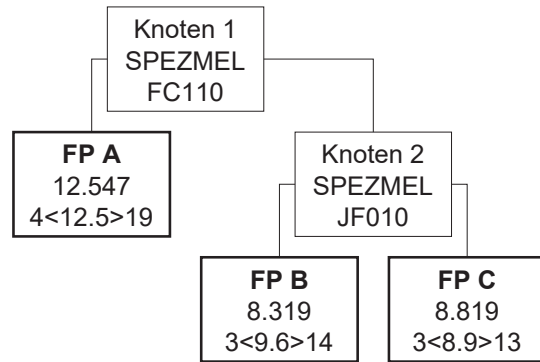 Knoten 1
SPEZMEL
FC110
FP A
12.547
4<12.5>19
Knoten 2
SPEZMEL
JF010
FP B
8.319
3<9.6>14
FP C
8.819
3<8.9>13